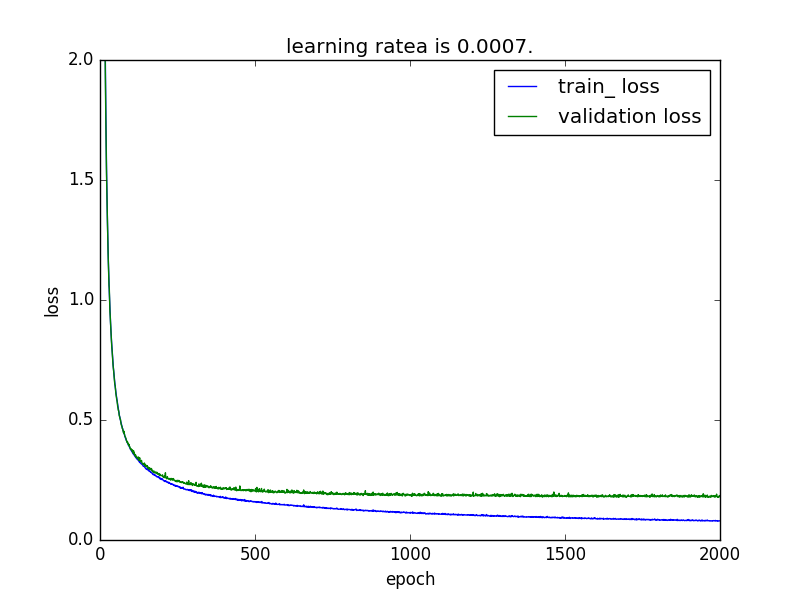 learning ratea is 0.0007.
train_ loss
validation loss
2.0
1.5
1.0
0.5
0.0
loss
0 500 1000 1500 2000
epoch